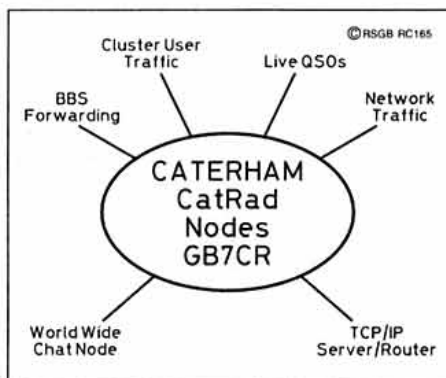 © RSGB RC165
Cluster User
Traffic
Live QSOs
BBS
Forwarding
Network
Traffic
CATERHAM
CatRad
Nodes
GB7CR
World Wide
Chat Node
TCP/IP
Server/Router